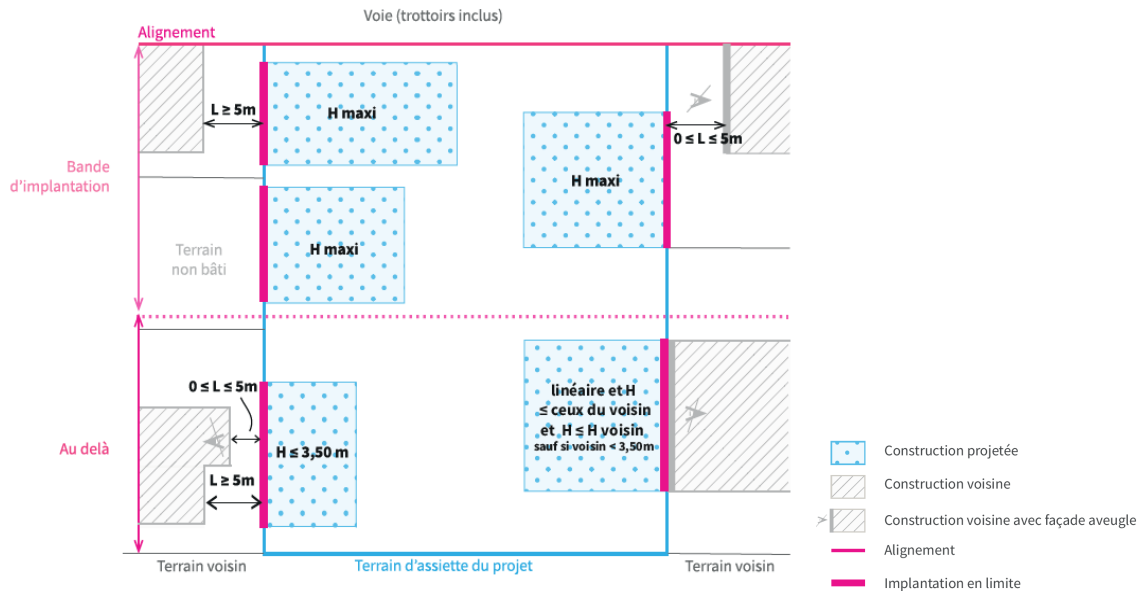 Voie (trottoirs inclus)
Alignement
L ≥ 5m
H maxi
0 ≤ L ≤ 5m
Bande
d'implantation
H maxi
Terrain
non bâti
H maxi
0 ≤ L ≤ 5m
linéaire et H
≤ ceux du voisin
et H ≤ H voisin
sauf si voisin < 3,50m
Au delà
H ≤ 3,50 m
L ≥ 5m
Terrain voisin
Terrain d'assiette du projet
Terrain voisin
Construction projetée
Construction voisine
Construction voisine avec façade aveugle
Alignement
Implantation en limite